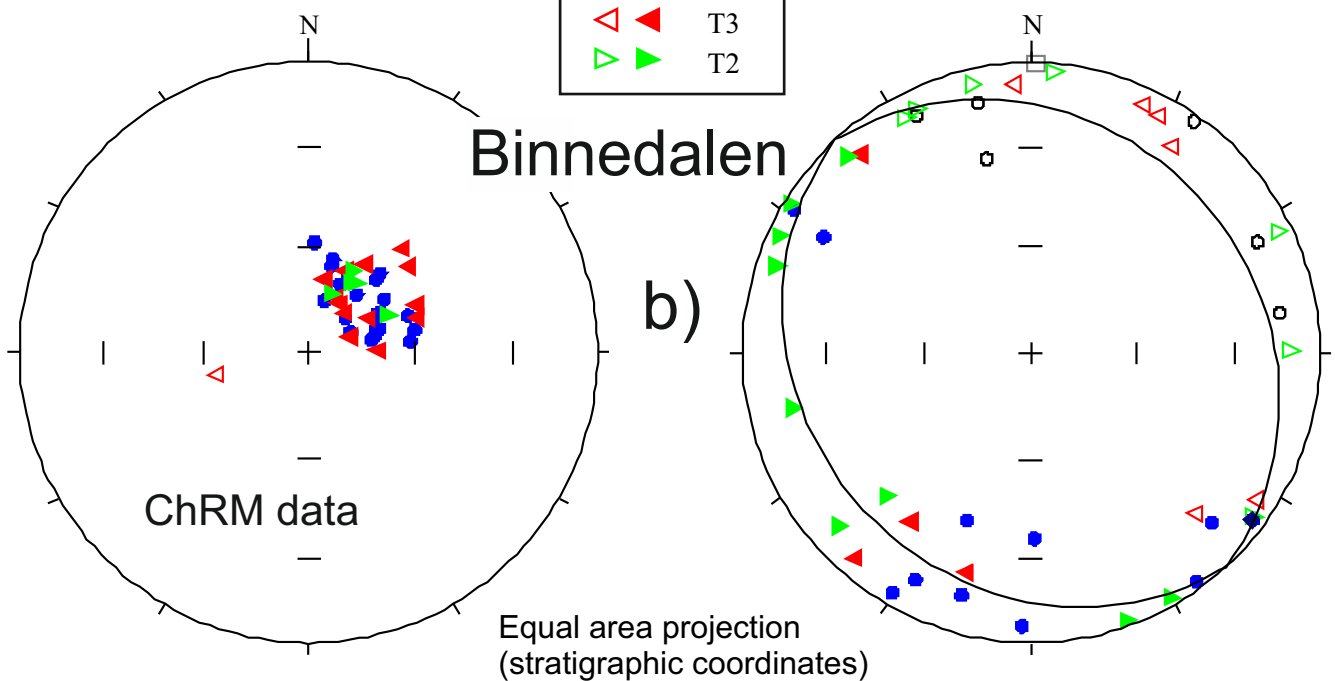 T3
T2
N
N
Binnedalen
b)
ChRM data
Equal area projection
(stratigraphic coordinates)